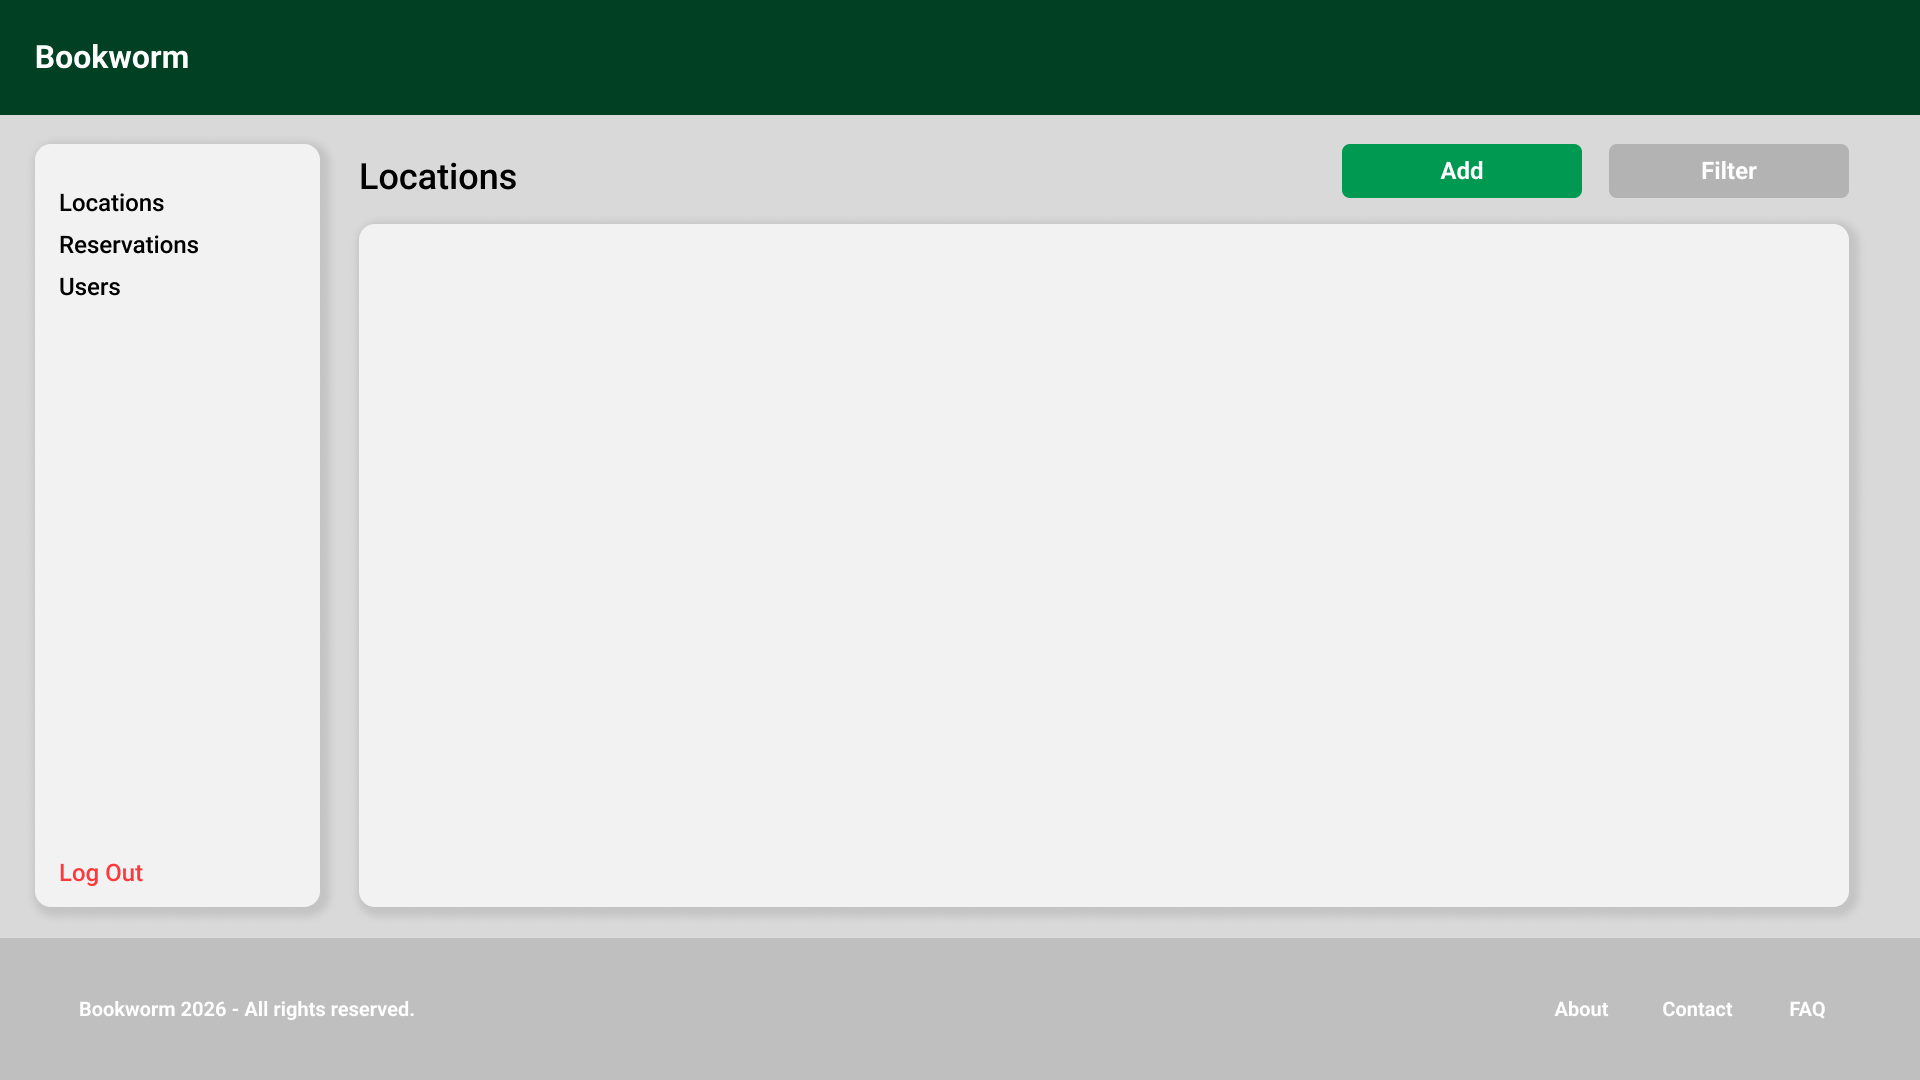 Bookworm
Locations
Reservations
Users
Log Out
Locations
Add
Filter
Bookworm 2026 - All rights reserved.
About
Contact
FAQ